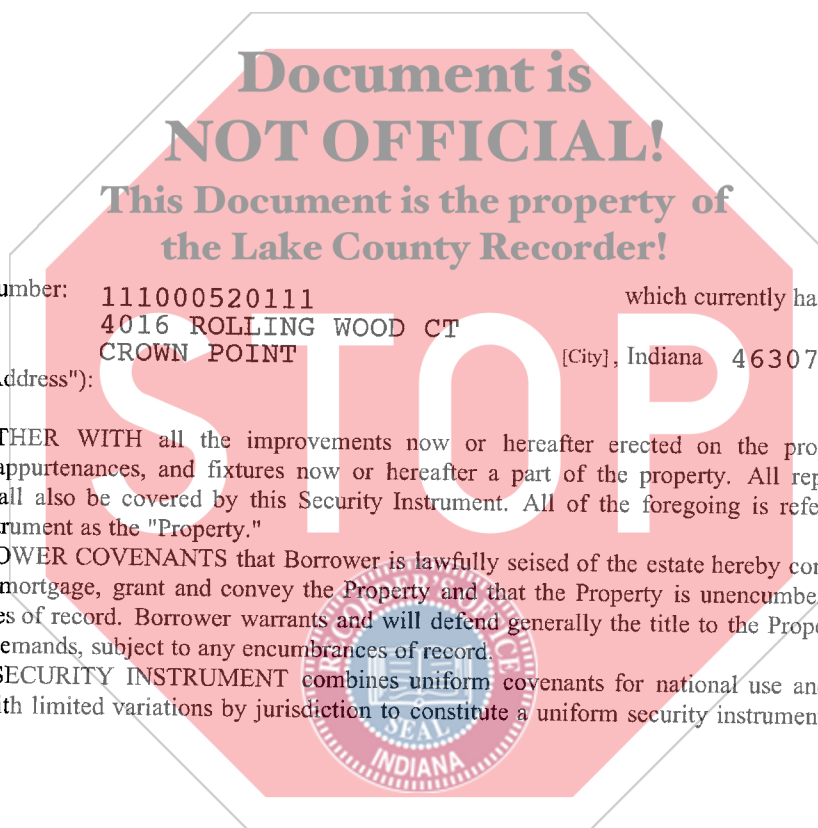 Document is
NOT OFFICIAL!
This Document is the property of
the Lake County Recorder!
umber: 111000520111 which currently ha
4016 ROLLING WOOD CT
CROWN POINT [City], Indiana 46307
Address"):
STOP
THER WITH all the improvements now or hereafter erected on the pro
appurtenances, and fixtures now or hereafter a part of the property. All rep
all also be covered by this Security Instrument. All of the foregoing is refe
rument as the "Property."
OWER COVENANTS that Borrower is lawfully seised of the estate hereby con
mortgage, grant and convey the Property and that the Property is unencumbe
es of record. Borrower warrants and will defend generally the title to the Prope
emands, subject to any encumbrances of record.
SECURITY INSTRUMENT combines uniform covenants for national use an
ith limited variations by jurisdiction to constitute a uniform security instrumen
RECORDER'S OFFICE
SEAL
INDIANA